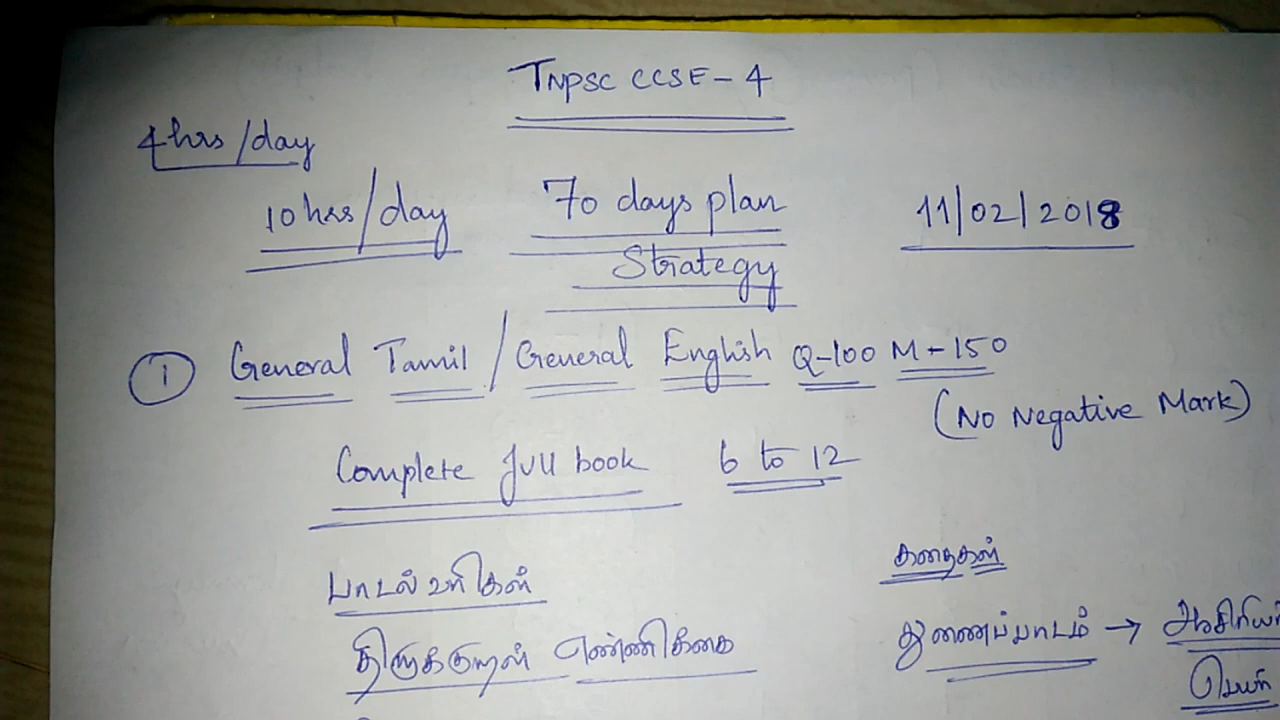 TNPSC CCSE-4
4hrs/day
10hrs/day 70 days plan 11/02/2018
Strategy
① General Tamil / General English Q-100 M-150
(No Negative Mark)
Complete full book 6 to 12
பாடல் வரிகள் கதைகள்
திருக்குறள் எண்ணிக்கை துணைப்பாடம் → ஆசிரியர்
பெயர்